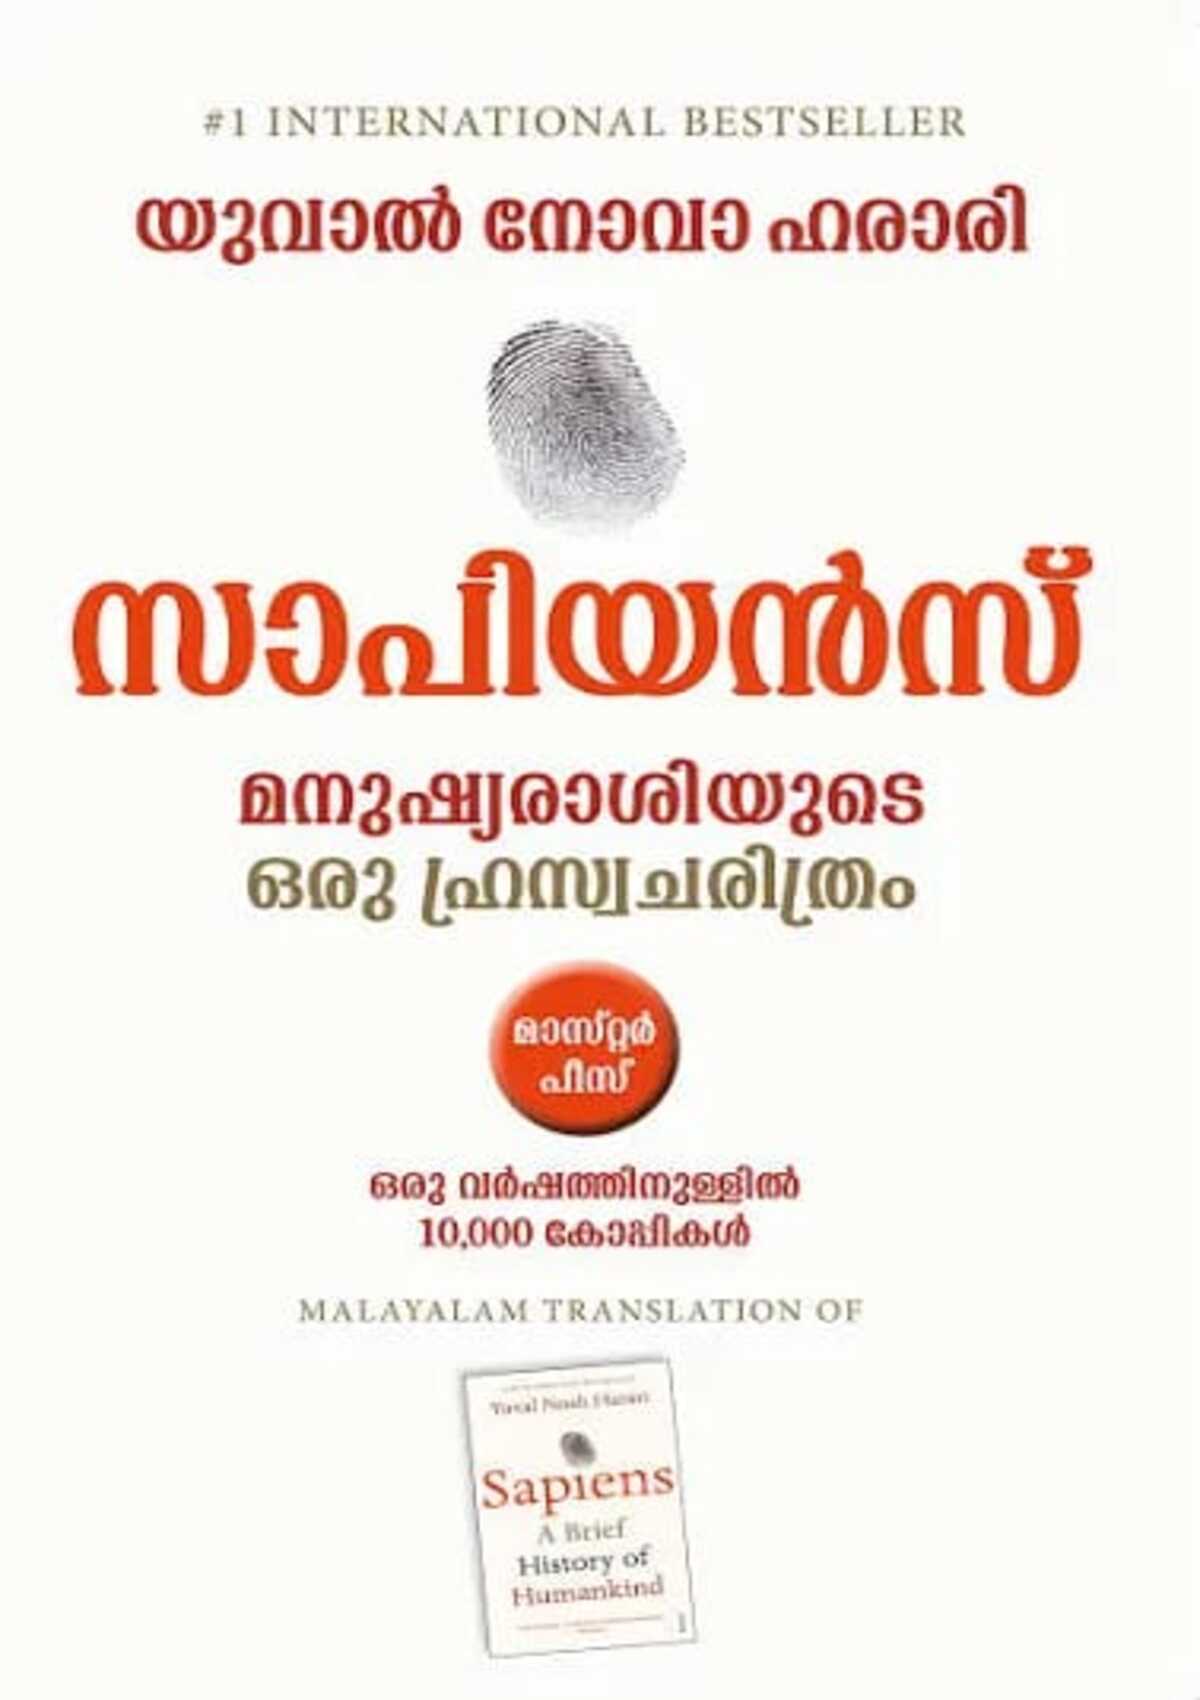 #1 INTERNATIONAL BESTSELLER
യുവാൽ നോവാ ഹരാരി
സാപിയൻസ്
മനുഷ്യരാശിയുടെ
ഒരു ഹ്രസ്വചരിത്രം
മാസ്റ്റർ
പീസ്
ഒരു വർഷത്തിനുള്ളിൽ
10,000 കോപ്പികൾ
MALAYALAM TRANSLATION OF
Yuval Noah Harari
Sapiens
A Brief
History of
Humankind